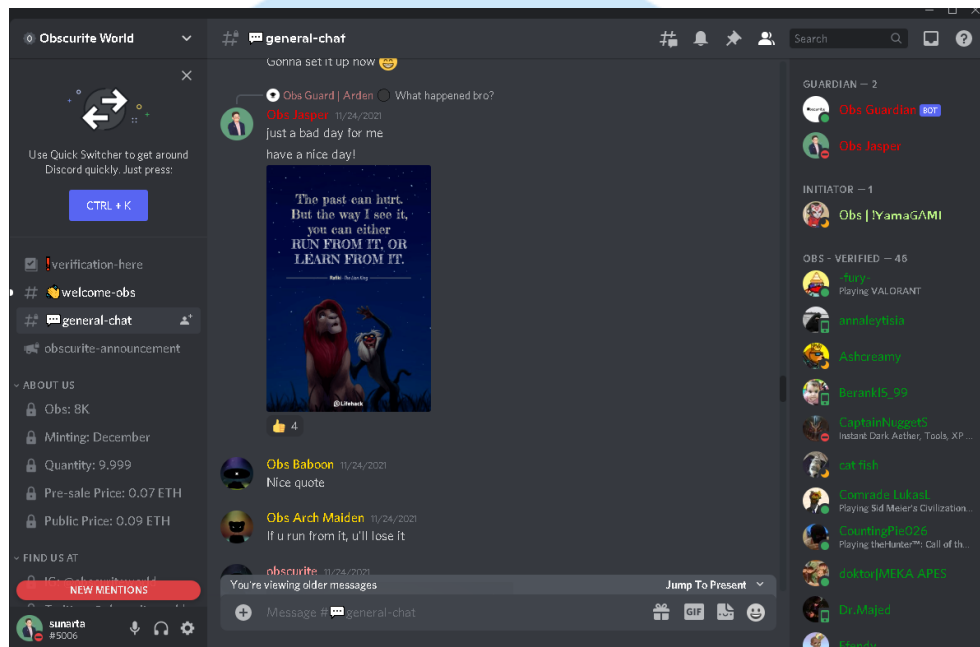 Obscurite World
general-chat
Search
Use Quick Switcher to get around
Discord quickly. Just press:
CTRL + K
verification-here
welcome-obs
general-chat
obscurite-announcement
ABOUT US
Obs: 8K
Minting: December
Quantity: 9.999
Pre-sale Price: 0.07 ETH
Public Price: 0.09 ETH
FIND US AT
NEW MENTIONS
sunarta
#5006
Gonna set it up now
Obs Guard | Arden What happened bro?
Obs Jasper 11/24/2021
just a bad day for me
have a nice day!
The past can hurt.
But the way I see it,
you can either
RUN FROM IT, OR
LEARN FROM IT.
Rafiki The Lion King
Lifehack
4
Obs Baboon 11/24/2021
Nice quote
Obs Arch Maiden 11/24/2021
If u run from it, u'll lose it
obscurite 11/24/2021
You're viewing older messages
Jump To Present
Message # general-chat
GIF
GUARDIAN — 2
Obs Guardian BOT
Obs Jasper
INITIATOR — 1
Obs | !YamaGAMI
OBS - VERIFIED — 46
-fury-
Playing VALORANT
annaleytisia
Ashcreamy
Berankl5_99
CaptainNuggetS
Instant Dark Aether, Tools, XP ...
cat fish
Comrade LukasL
Playing Sid Meier's Civilization...
CountingPie026
Playing theHunter™: Call of th...
doktor|MEKA APES
Dr.Majed
Efendy